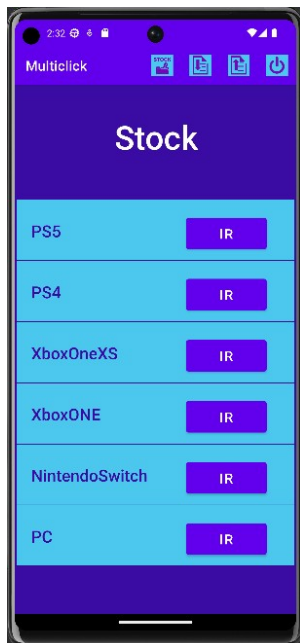 2:32
Multiclick
STOCK
Stock
PS5 IR
PS4 IR
XboxOneXS IR
XboxONE IR
NintendoSwitch IR
PC IR